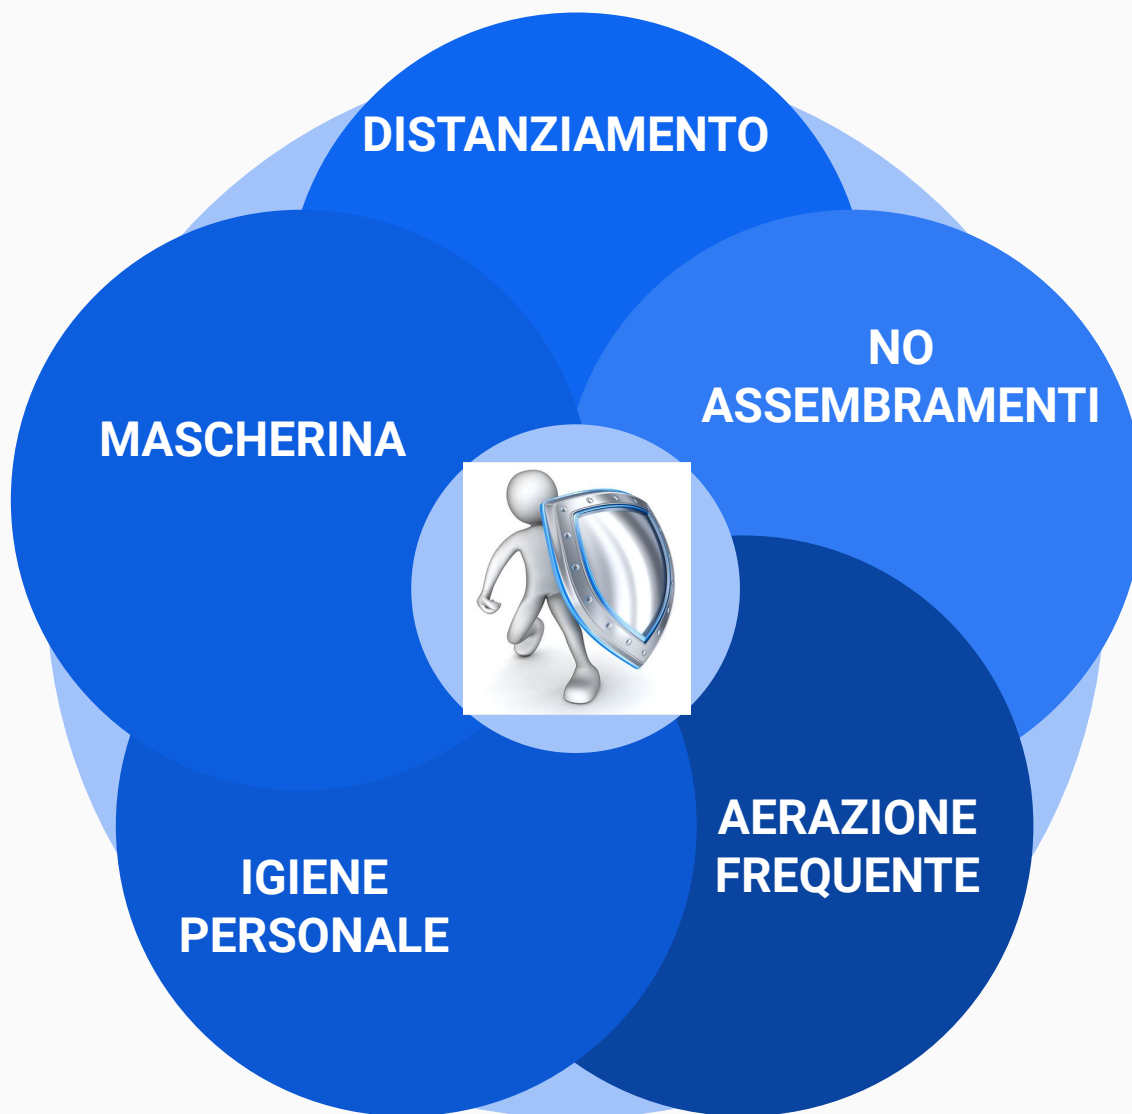 DISTANZIAMENTO
NO
ASSEMBRAMENTI
MASCHERINA
AERAZIONE
FREQUENTE
IGIENE
PERSONALE